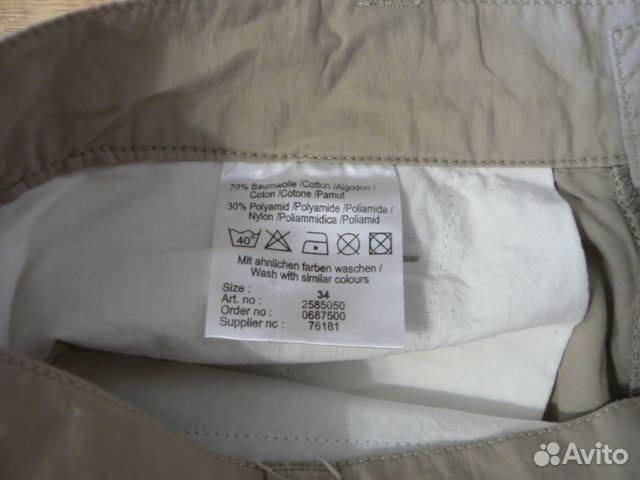 70% Baumwolle /Cotton /Algodon /
Coton /Cotone /Pamut
30% Polyamid /Polyamide /Poliamida /
Nylon /Poliammidica /Poliamid
40°
Mit ahnlichen farben waschen /
Wash with similar colours
Size : 34
Art. no : 2585050
Order no : 0687500
Supplier no : 76181
Avito